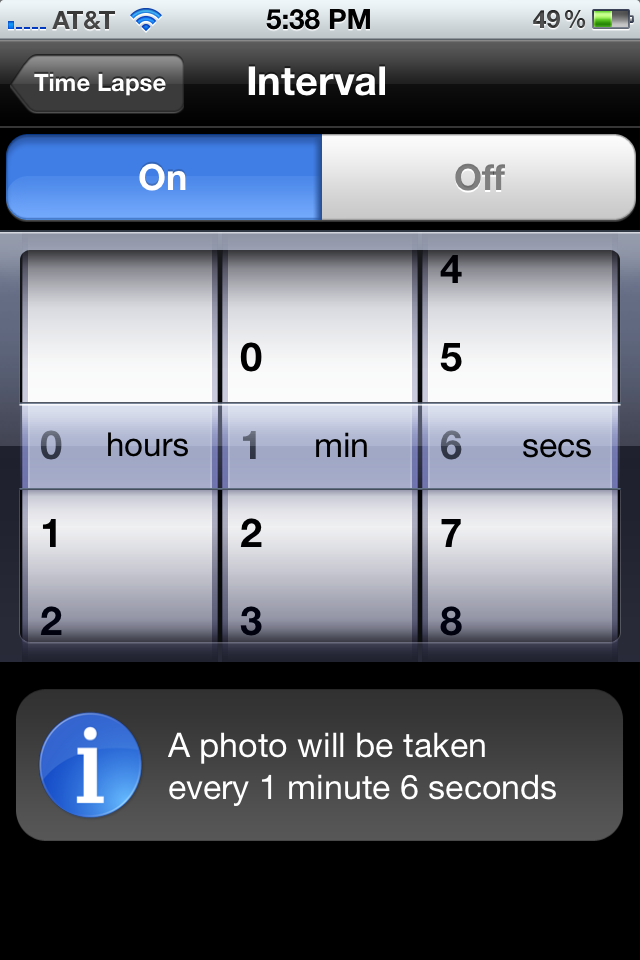 AT&T 5:38 PM 49%
Time Lapse Interval
On Off
4
0 5
0 hours 1 min 6 secs
1 2 7
2 3 8
A photo will be taken
every 1 minute 6 seconds